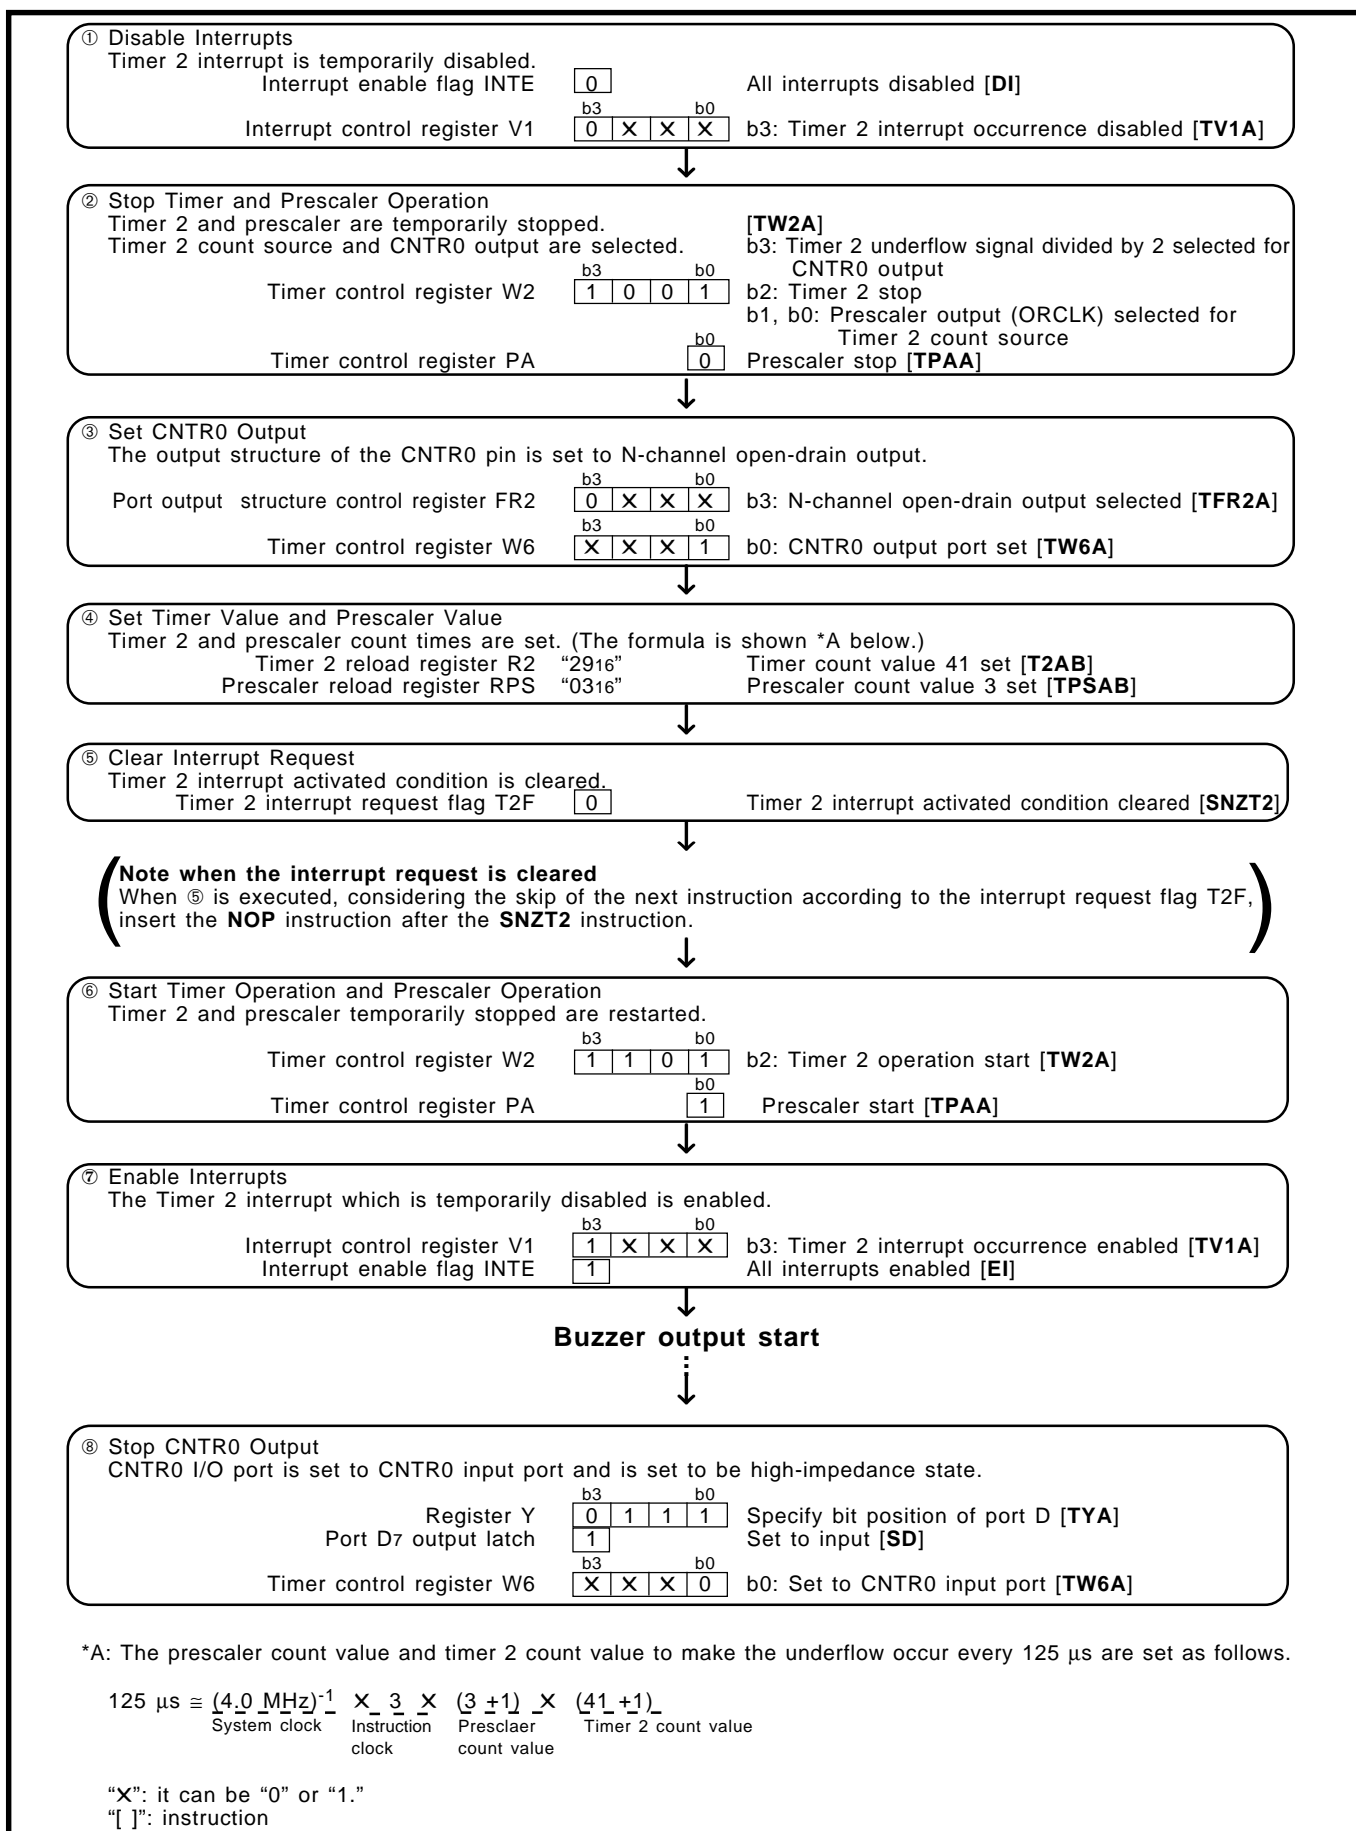 ① Disable Interrupts
Timer 2 interrupt is temporarily disabled.
Interrupt enable flag INTE 0 All interrupts disabled [DI]
b3 b0
Interrupt control register V1 0 ✕ ✕ ✕ b3: Timer 2 interrupt occurrence disabled [TV1A]
② Stop Timer and Prescaler Operation
Timer 2 and prescaler are temporarily stopped. [TW2A]
Timer 2 count source and CNTR0 output are selected. b3: Timer 2 underflow signal divided by 2 selected for
b3 b0 CNTR0 output
Timer control register W2 1 0 0 1 b2: Timer 2 stop
b1, b0: Prescaler output (ORCLK) selected for
b0 Timer 2 count source
Timer control register PA 0 Prescaler stop [TPAA]
③ Set CNTR0 Output
The output structure of the CNTR0 pin is set to N-channel open-drain output.
b3 b0
Port output structure control register FR2 0 ✕ ✕ ✕ b3: N-channel open-drain output selected [TFR2A]
b3 b0
Timer control register W6 ✕ ✕ ✕ 1 b0: CNTR0 output port set [TW6A]
④ Set Timer Value and Prescaler Value
Timer 2 and prescaler count times are set. (The formula is shown *A below.)
Timer 2 reload register R2 “2916” Timer count value 41 set [T2AB]
Prescaler reload register RPS “0316” Prescaler count value 3 set [TPSAB]
⑤ Clear Interrupt Request
Timer 2 interrupt activated condition is cleared.
Timer 2 interrupt request flag T2F 0 Timer 2 interrupt activated condition cleared [SNZT2]
Note when the interrupt request is cleared
When ⑤ is executed, considering the skip of the next instruction according to the interrupt request flag T2F,
insert the NOP instruction after the SNZT2 instruction.
⑥ Start Timer Operation and Prescaler Operation
Timer 2 and prescaler temporarily stopped are restarted.
b3 b0
Timer control register W2 1 1 0 1 b2: Timer 2 operation start [TW2A]
b0
Timer control register PA 1 Prescaler start [TPAA]
⑦ Enable Interrupts
The Timer 2 interrupt which is temporarily disabled is enabled.
b3 b0
Interrupt control register V1 1 ✕ ✕ ✕ b3: Timer 2 interrupt occurrence enabled [TV1A]
Interrupt enable flag INTE 1 All interrupts enabled [EI]
Buzzer output start
⑧ Stop CNTR0 Output
CNTR0 I/O port is set to CNTR0 input port and is set to be high-impedance state.
b3 b0
Register Y 0 1 1 1 Specify bit position of port D [TYA]
Port D7 output latch 1 Set to input [SD]
b3 b0
Timer control register W6 ✕ ✕ ✕ 0 b0: Set to CNTR0 input port [TW6A]
*A: The prescaler count value and timer 2 count value to make the underflow occur every 125 µs are set as follows.
125 µs ≅ (4.0 MHz)-1 ✕ 3 ✕ (3 +1) ✕ (41 +1)
System clock Instruction Presclaer Timer 2 count value
clock count value
“✕”: it can be “0” or “1.”
“[ ]”: instruction